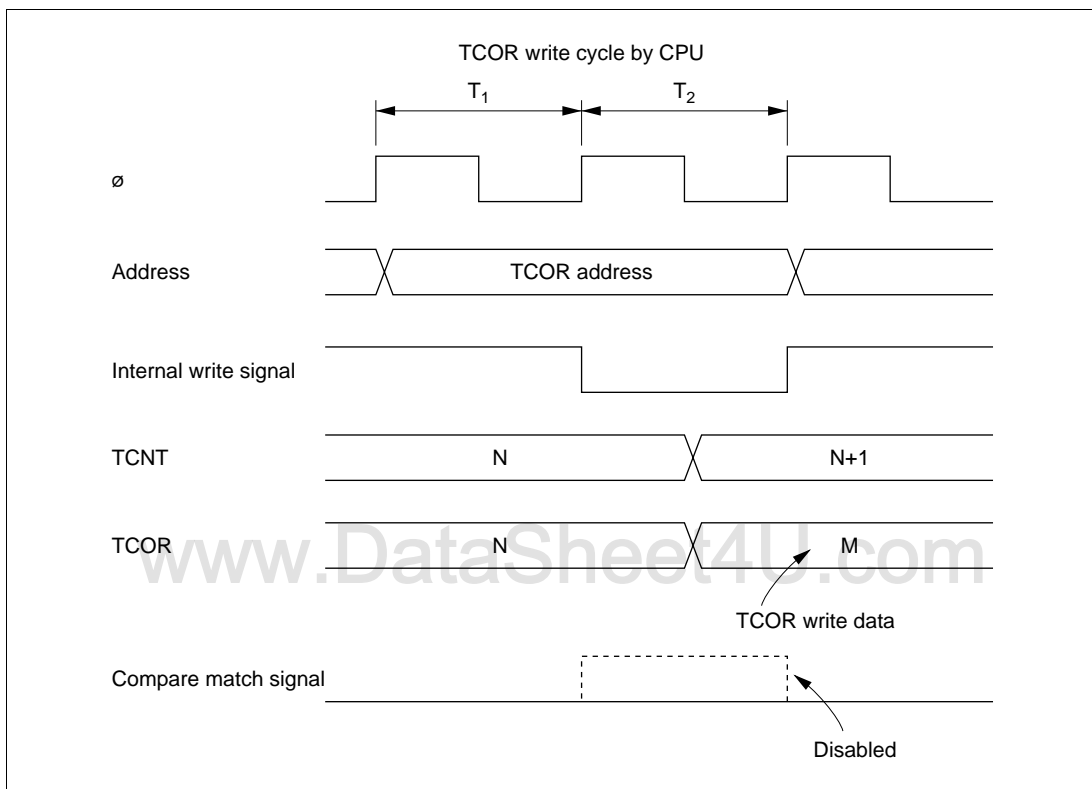 TCOR write cycle by CPU
T1 T2
ø
Address TCOR address
Internal write signal
TCNT N N+1
TCOR N M
www.DataSheet4U.com
TCOR write data
Compare match signal
Disabled